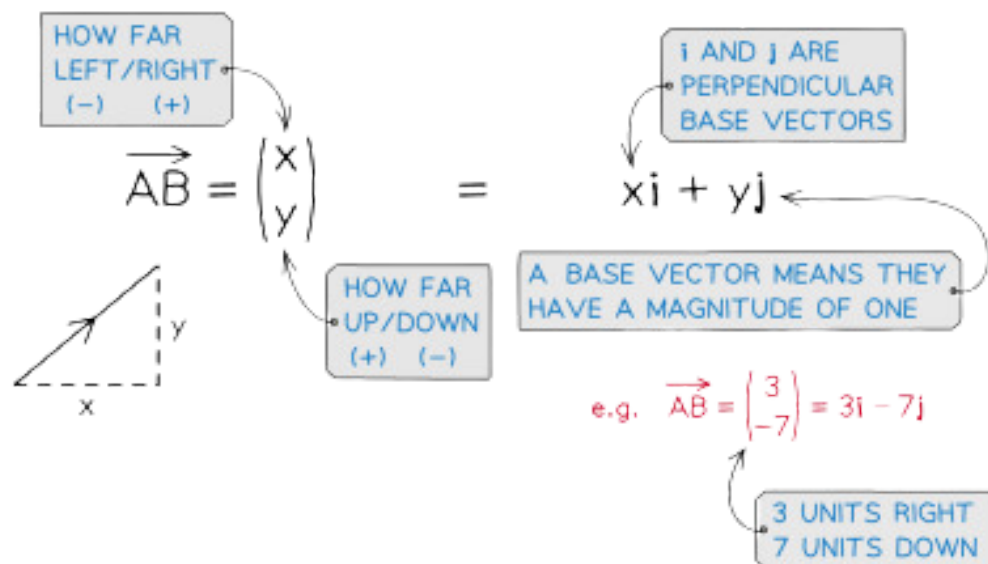 HOW FAR
LEFT/RIGHT
(-) (+)
i AND j ARE
PERPENDICULAR
BASE VECTORS
AB = (x y) = xi + yj
HOW FAR
UP/DOWN
(+) (-)
A BASE VECTOR MEANS THEY
HAVE A MAGNITUDE OF ONE
y
x
e.g. AB = (3 -7) = 3i - 7j
3 UNITS RIGHT
7 UNITS DOWN